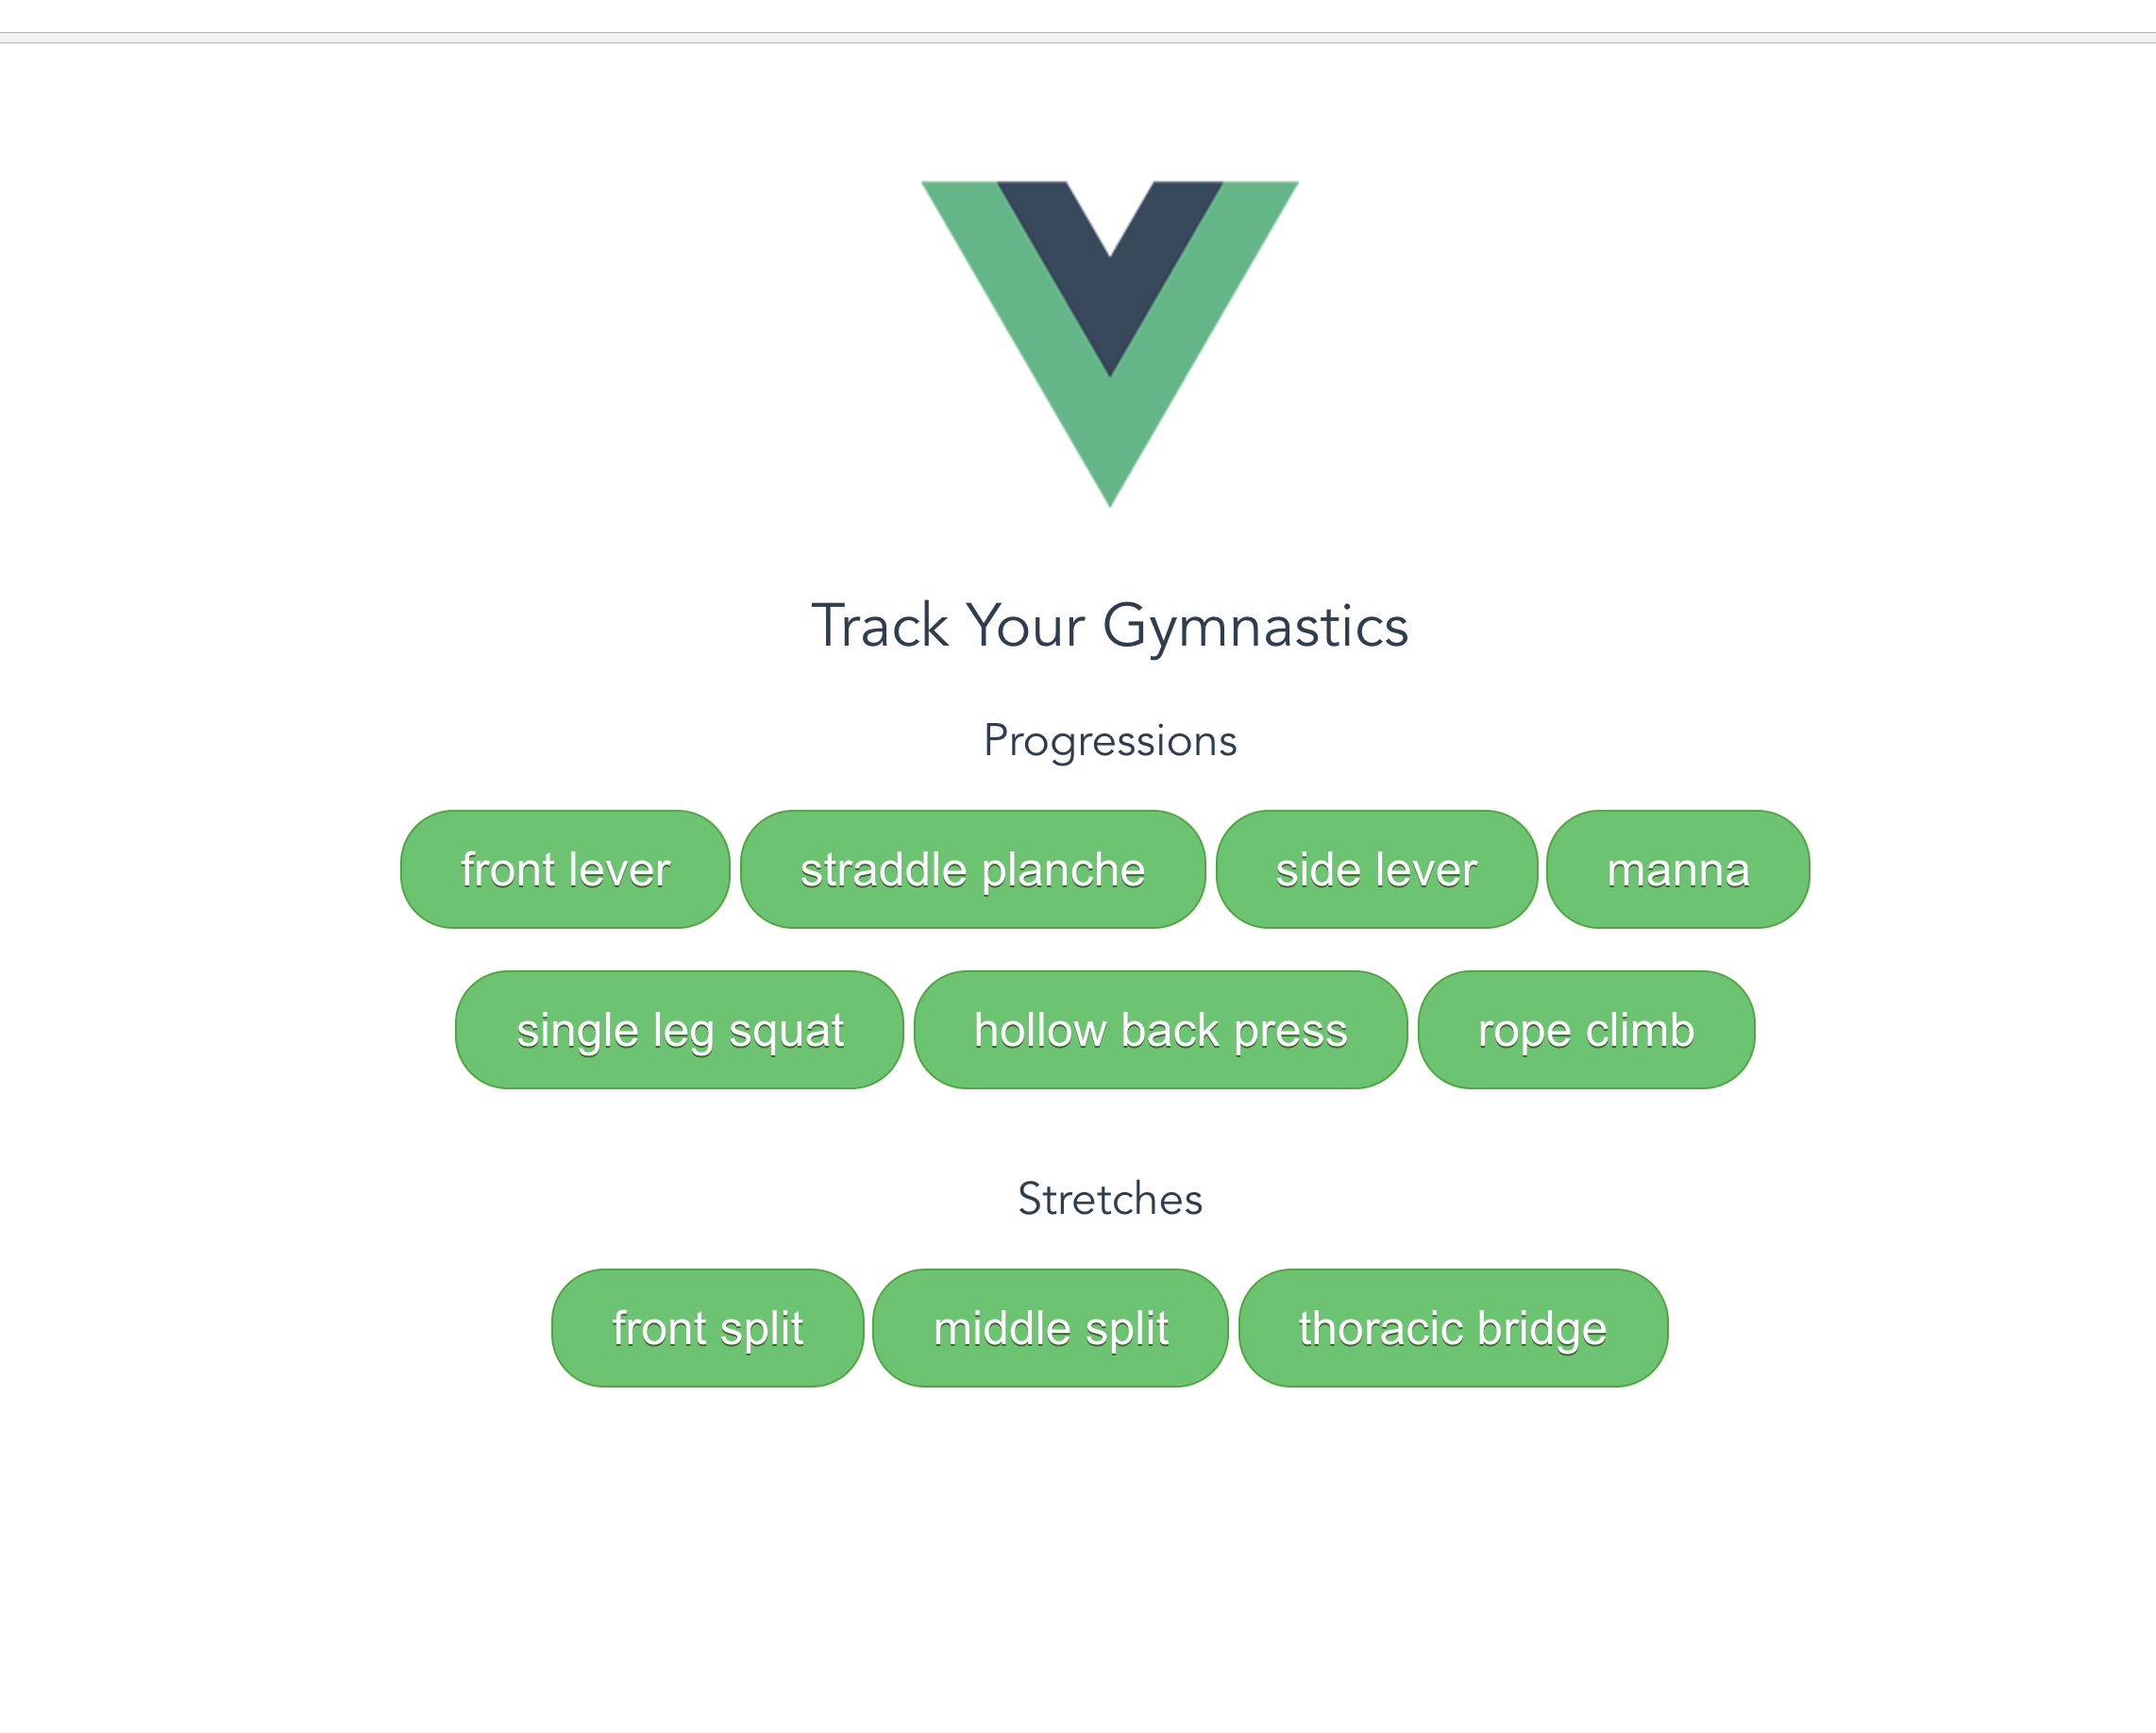 Track Your Gymnastics
Progressions
front lever straddle planche side lever manna
single leg squat hollow back press rope climb
Stretches
front split middle split thoracic bridge